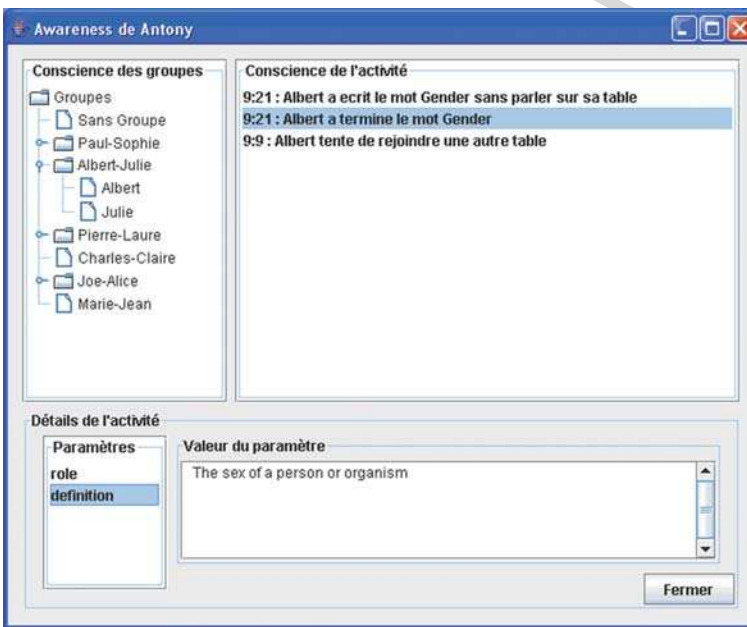 Awareness de Antony
Conscience des groupes
Groupes
Sans Groupe
Paul-Sophie
Albert-Julie
Albert
Julie
Pierre-Laure
Charles-Claire
Joe-Alice
Marie-Jean
Conscience de l'activité
9:21 : Albert a ecrit le mot Gender sans parler sur sa table
9:21 : Albert a termine le mot Gender
9:9 : Albert tente de rejoindre une autre table
Détails de l'activité
Paramètres
role
definition
Valeur du paramètre
The sex of a person or organism
Fermer